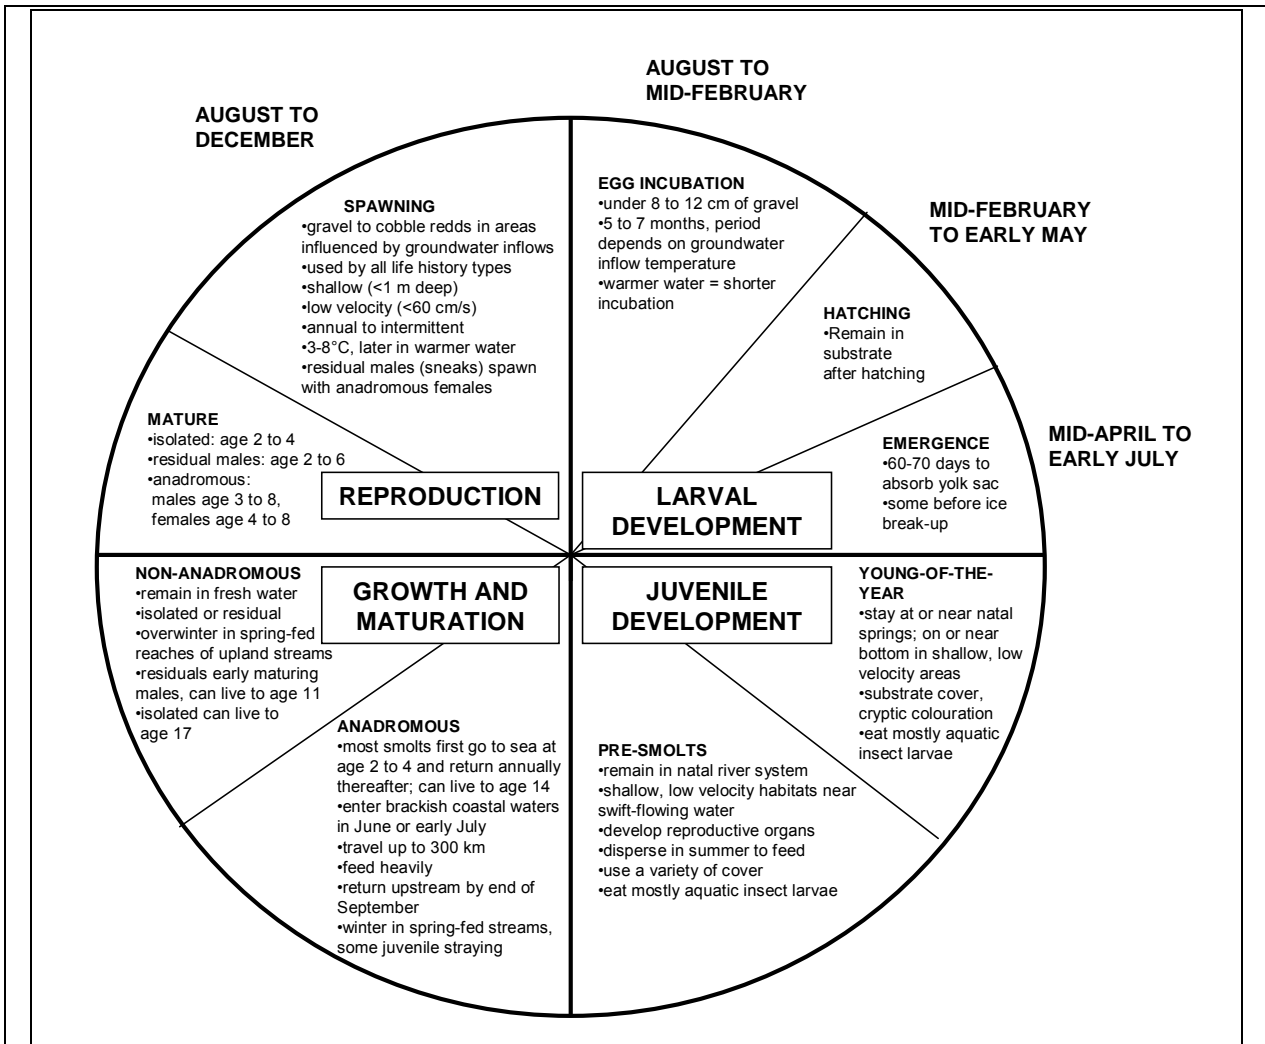 AUGUST TO
DECEMBER
SPAWNING
•gravel to cobble redds in areas
influenced by groundwater inflows
•used by all life history types
•shallow (<1 m deep)
•low velocity (<60 cm/s)
•annual to intermittent
•3-8°C, later in warmer water
•residual males (sneaks) spawn
with anadromous females
MATURE
•isolated: age 2 to 4
•residual males: age 2 to 6
•anadromous:
males age 3 to 8,
females age 4 to 8
REPRODUCTION
AUGUST TO
MID-FEBRUARY
EGG INCUBATION
•under 8 to 12 cm of gravel
•5 to 7 months, period
depends on groundwater
inflow temperature
•warmer water = shorter
incubation
MID-FEBRUARY
TO EARLY MAY
HATCHING
•Remain in
substrate
after hatching
MID-APRIL TO
EARLY JULY
EMERGENCE
•60-70 days to
absorb yolk sac
•some before ice
break-up
LARVAL
DEVELOPMENT
NON-ANADROMOUS
•remain in fresh water
•isolated or residual
•overwinter in spring-fed
reaches of upland streams
•residuals early maturing
males, can live to age 11
•isolated can live to
age 17
GROWTH AND
MATURATION
ANADROMOUS
•most smolts first go to sea at
age 2 to 4 and return annually
thereafter; can live to age 14
•enter brackish coastal waters
in June or early July
•travel up to 300 km
•feed heavily
•return upstream by end of
September
•winter in spring-fed streams,
some juvenile straying
JUVENILE
DEVELOPMENT
YOUNG-OF-THE-
YEAR
•stay at or near natal
springs; on or near
bottom in shallow, low
velocity areas
•substrate cover,
cryptic colouration
•eat mostly aquatic
insect larvae
PRE-SMOLTS
•remain in natal river system
•shallow, low velocity habitats near
swift-flowing water
•develop reproductive organs
•disperse in summer to feed
•use a variety of cover
•eat mostly aquatic insect larvae